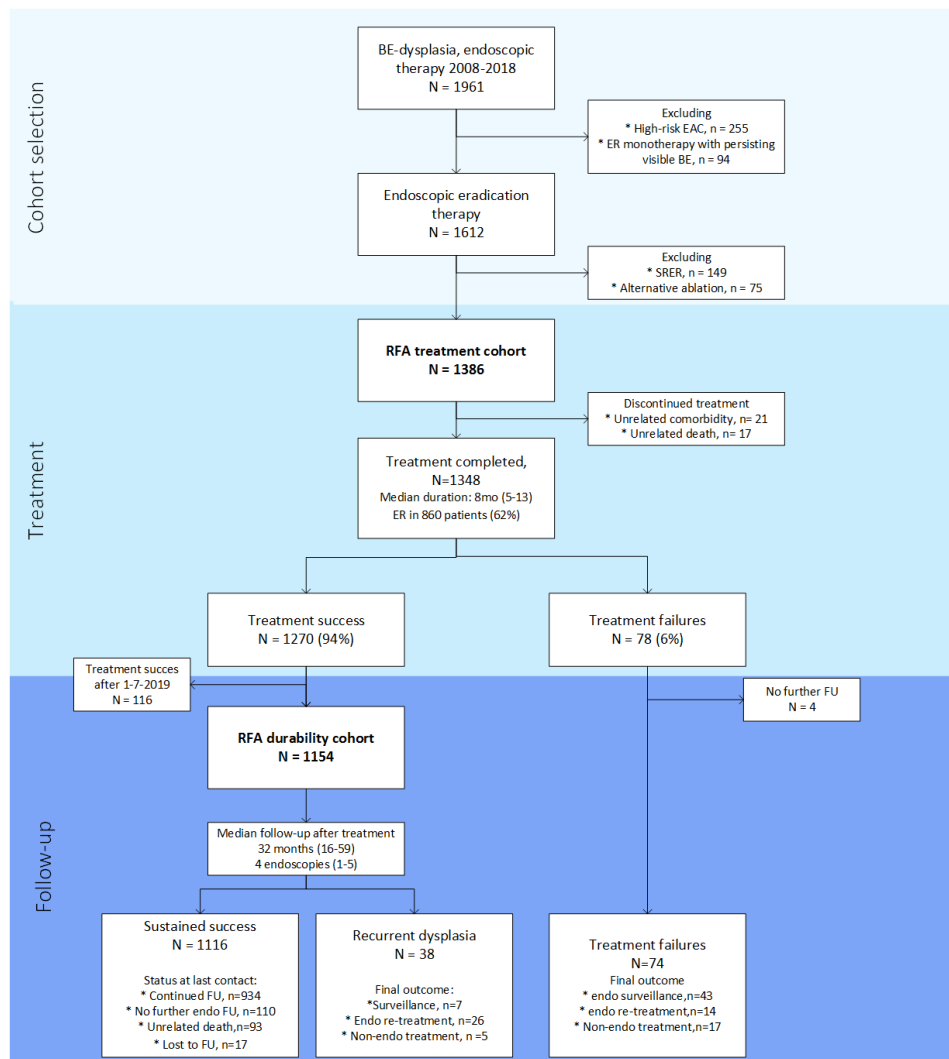 Cohort selection
BE-dysplasia, endoscopic
therapy 2008-2018
N = 1961
Excluding
* High-risk EAC, n = 255
* ER monotherapy with persisting
visible BE, n = 94
Endoscopic eradication
therapy
N = 1612
Excluding
* SRER, n = 149
* Alternative ablation, n = 75
Treatment
RFA treatment cohort
N = 1386
Discontinued treatment
* Unrelated comorbidity, n= 21
* Unrelated death, n= 17
Treatment completed,
N=1348
Median duration: 8mo (5-13)
ER in 860 patients (62%)
Treatment success
N = 1270 (94%)
Treatment failures
N = 78 (6%)
Follow-up
Treatment succes
after 1-7-2019
N = 116
No further FU
N = 4
RFA durability cohort
N = 1154
Median follow-up after treatment
32 months (16-59)
4 endoscopies (1-5)
Sustained success
N = 1116
Status at last contact:
* Continued FU, n=934
* No further endo FU, n=110
* Unrelated death,n=93
* Lost to FU, n=17
Recurrent dysplasia
N = 38
Final outcome:
*Surveillance, n=7
* Endo re-treatment, n=26
* Non-endo treatment, n =5
Treatment failures
N=74
Final outcome
* endo surveillance,n=43
* endo re-treatment,n=14
* Non-endo treatment,n=17